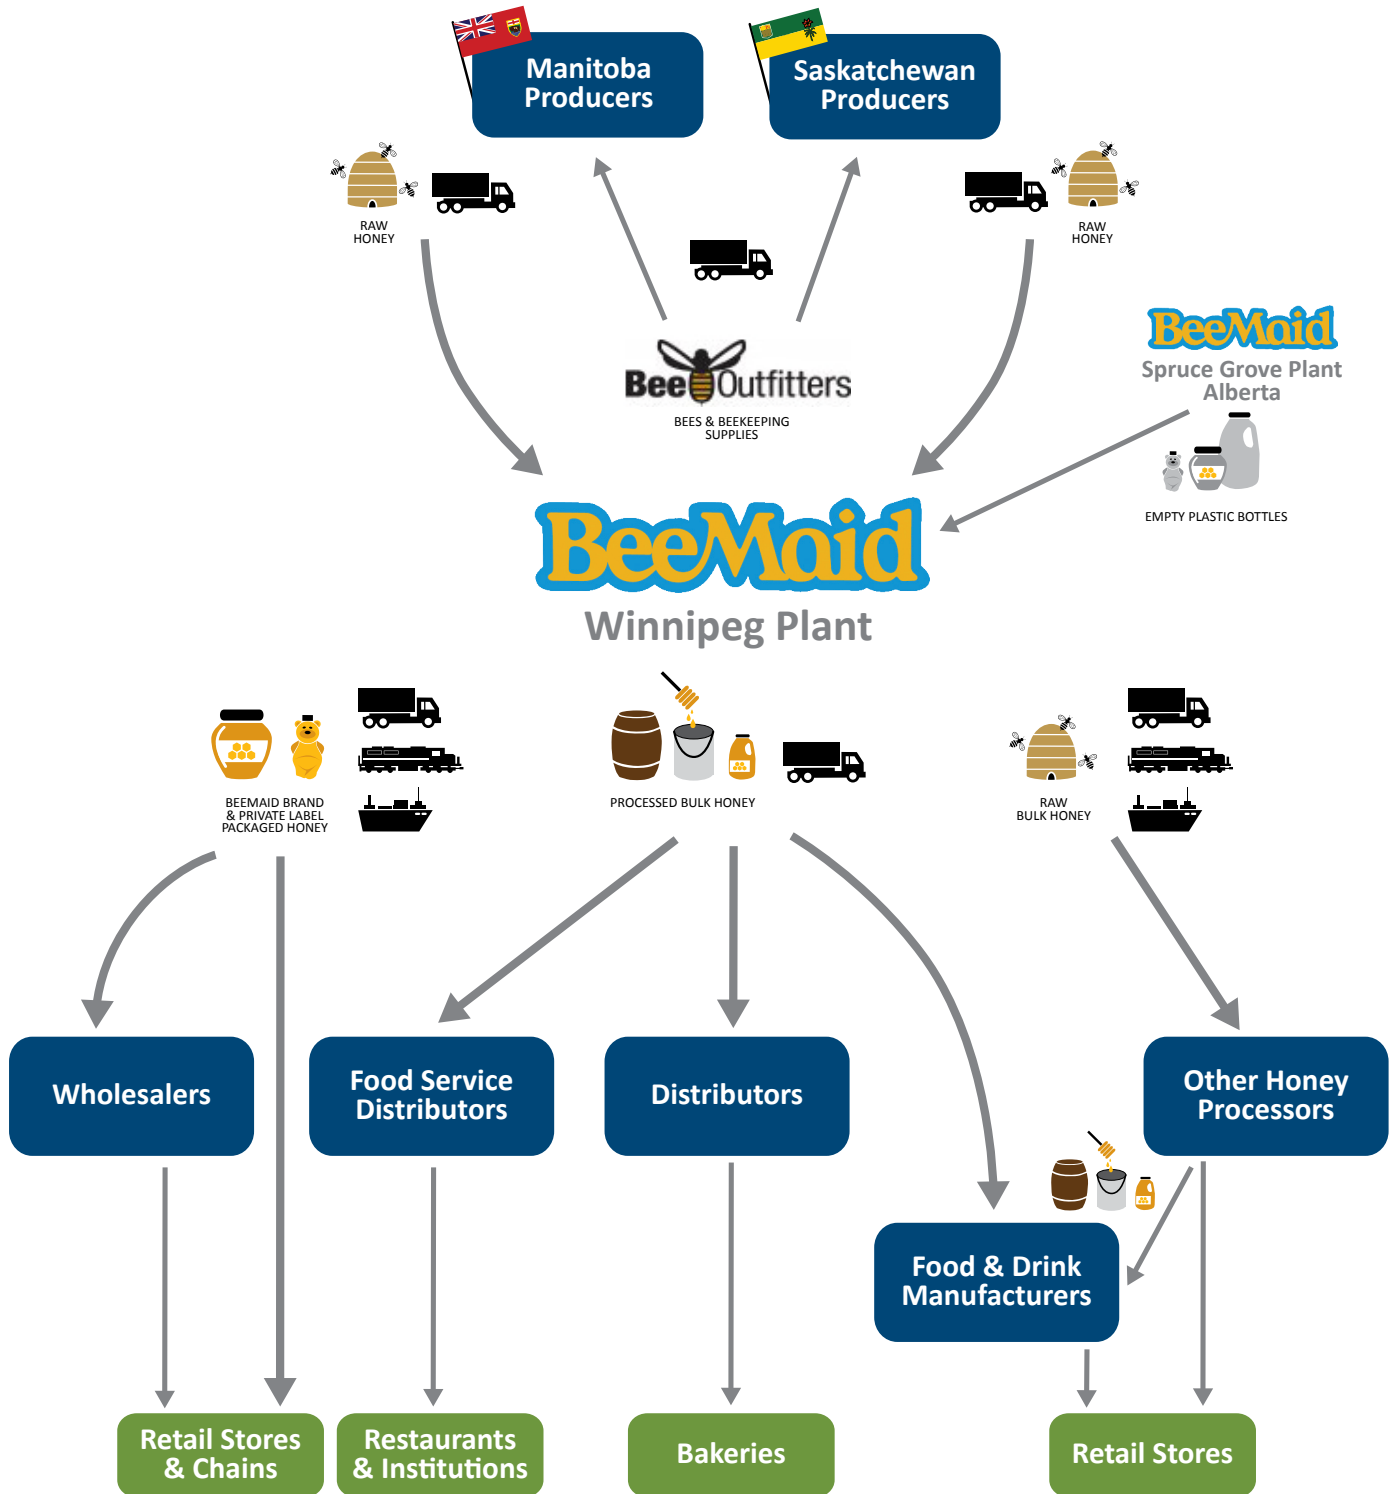 Manitoba
Producers
Saskatchewan
Producers
RAW
HONEY
RAW
HONEY
BeeOutfitters
BEES & BEEKEEPING
SUPPLIES
BeeMaid
Spruce Grove Plant
Alberta
EMPTY PLASTIC BOTTLES
BeeMaid
Winnipeg Plant
BEEMAID BRAND
& PRIVATE LABEL
PACKAGED HONEY
PROCESSED BULK HONEY
RAW
BULK HONEY
Wholesalers
Food Service
Distributors
Distributors
Other Honey
Processors
Food & Drink
Manufacturers
Retail Stores
& Chains
Restaurants
& Institutions
Bakeries
Retail Stores